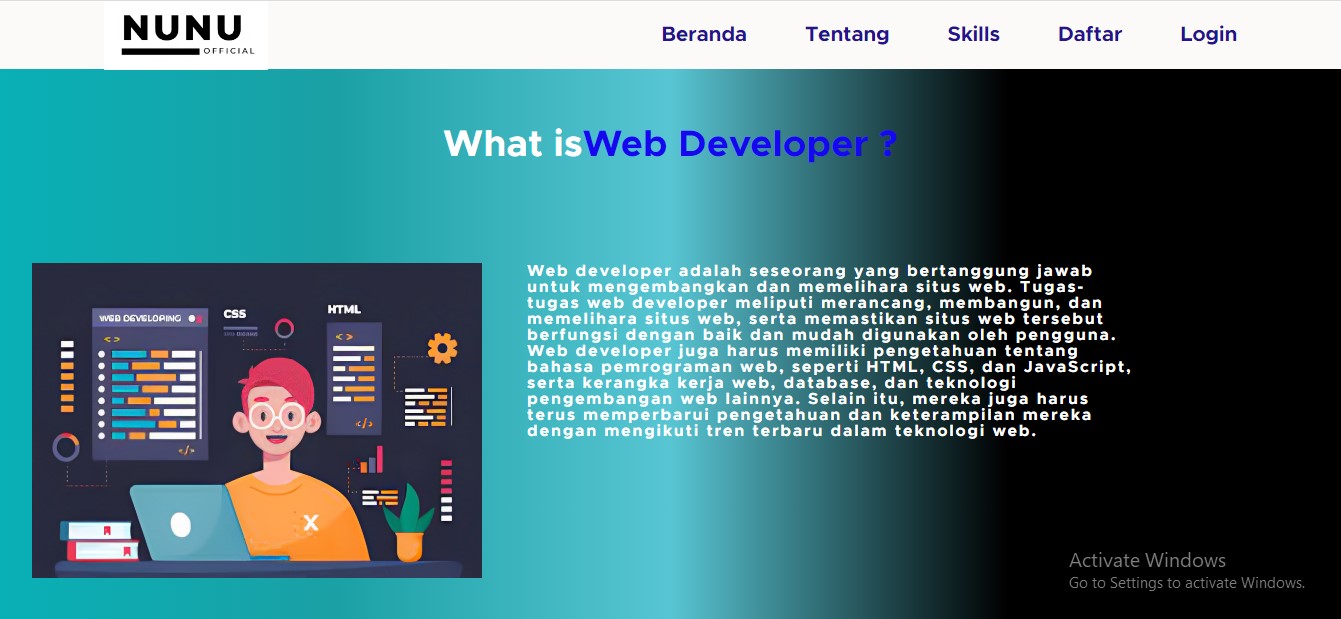 NUNU
OFFICIAL
Beranda
Tentang
Skills
Daftar
Login
What isWeb Developer ?
WEB DEVELOPING
CSS
HTML
< >
< >
</>
</>
X
Web developer adalah seseorang yang bertanggung jawab
untuk mengembangkan dan memelihara situs web. Tugas-
tugas web developer meliputi merancang, membangun, dan
memelihara situs web, serta memastikan situs web tersebut
berfungsi dengan baik dan mudah digunakan oleh pengguna.
Web developer juga harus memiliki pengetahuan tentang
bahasa pemrograman web, seperti HTML, CSS, dan JavaScript,
serta kerangka kerja web, database, dan teknologi
pengembangan web lainnya. Selain itu, mereka juga harus
terus memperbarui pengetahuan dan keterampilan mereka
dengan mengikuti tren terbaru dalam teknologi web.
Activate Windows
Go to Settings to activate Windows.